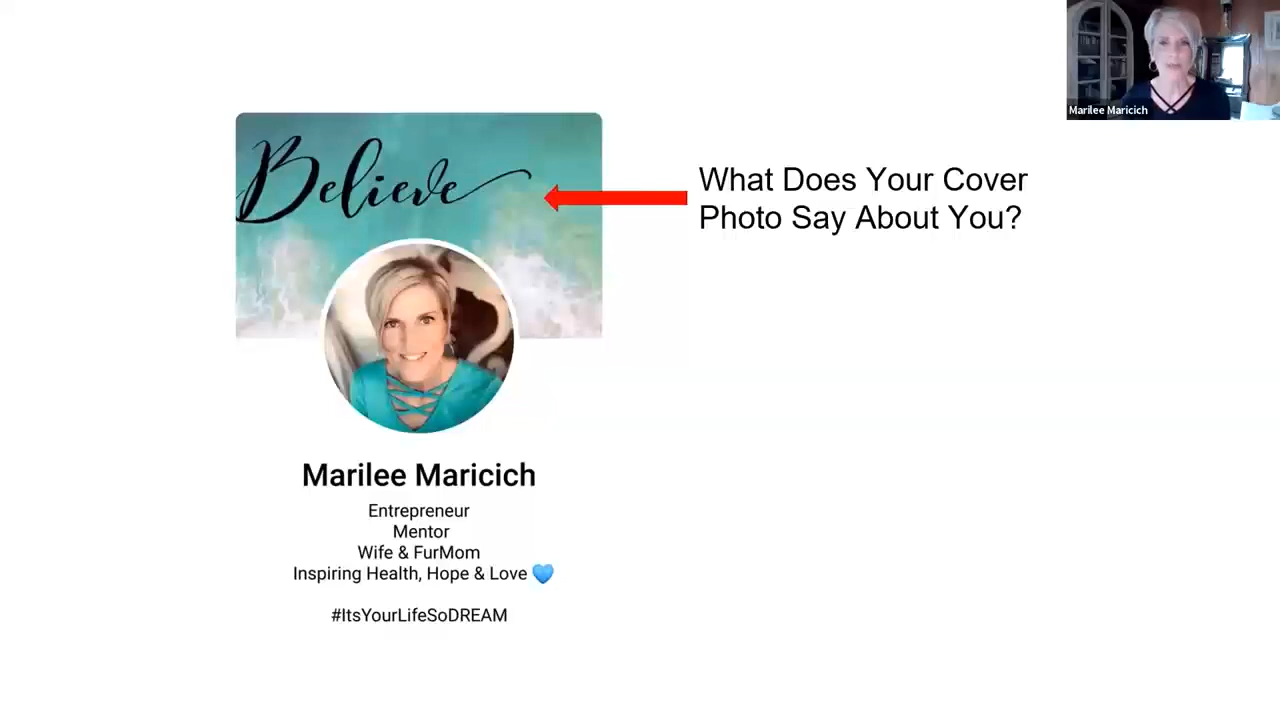 Marilee Maricich
Believe
What Does Your Cover
Photo Say About You?
Marilee Maricich
Entrepreneur
Mentor
Wife & FurMom
Inspiring Health, Hope & Love 💙
#ItsYourLifeSoDREAM